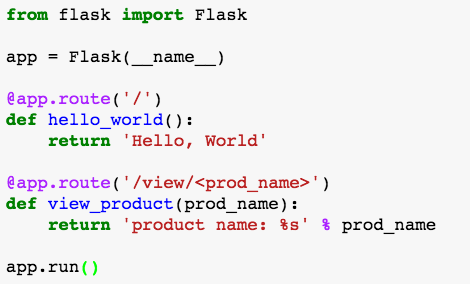 from flask import Flask
app = Flask(__name__)
@app.route('/')
def hello_world():
    return 'Hello, World'
@app.route('/view/<prod_name>')
def view_product(prod_name):
    return 'product name: %s' % prod_name
app.run()